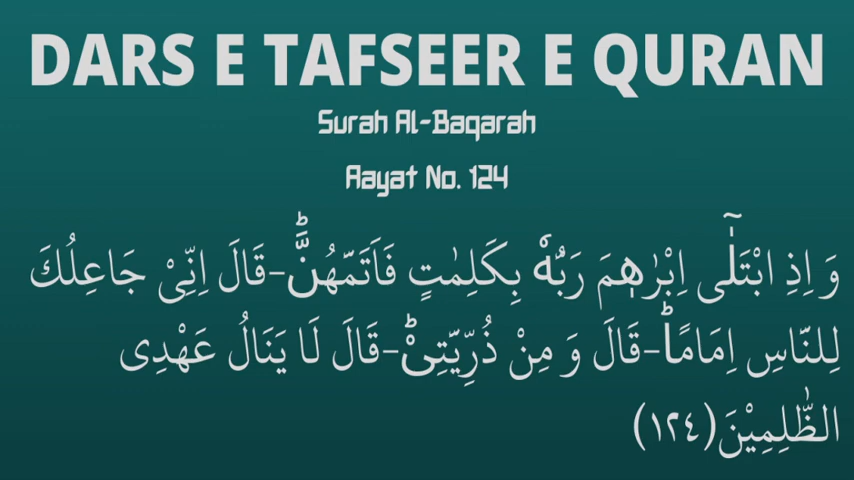 DARS E TAFSEER E QURAN
Surah Al-Baqarah
Aayat No. 124
وَ اِذِ ابْتَلٰۤى اِبْرٰهٖمَ رَبُّهٗ بِكَلِمٰتٍ فَاَتَمَّهُنَّؕ-قَالَ اِنِّیْ جَاعِلُكَ
لِلنَّاسِ اِمَامًاؕ-قَالَ وَ مِنْ ذُرِّیَّتِیْؕ-قَالَ لَا یَنَالُ عَهْدِی
الظّٰلِمِیْنَ(۱۲۴)